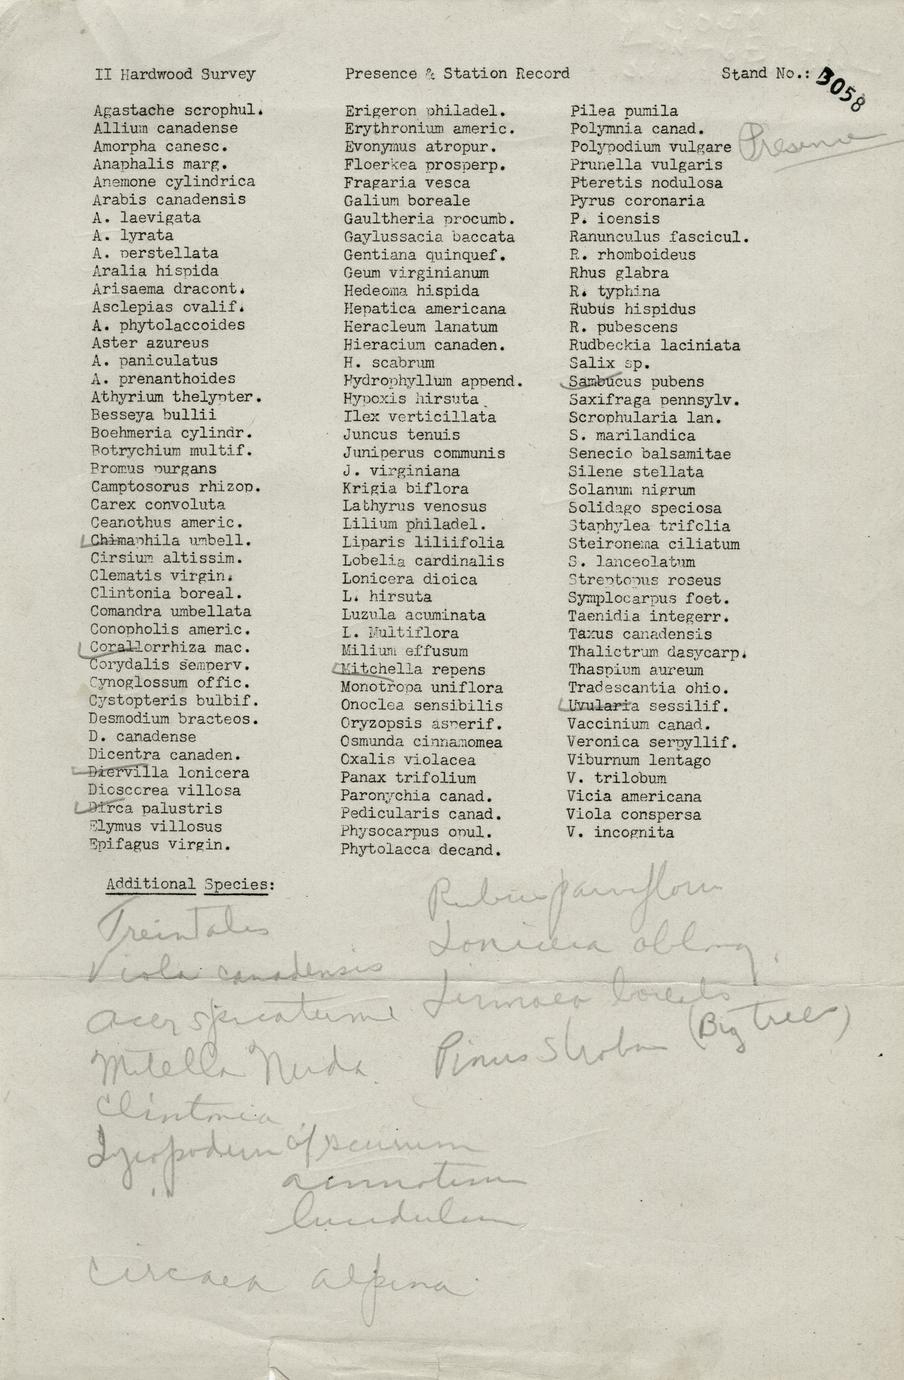 II Hardwood Survey
Presence & Station Record
Stand No.: 3058
Presence
Agastache scrophul.
Allium canadense
Amorpha canesc.
Anaphalis marg.
Anemone cylindrica
Arabis canadensis
A. laevigata
A. lyrata
A. perstellata
Aralia hispida
Arisaema dracont.
Asclepias ovalif.
A. phytolaccoides
Aster azureus
A. paniculatus
A. prenanthoides
Athyrium thelypter.
Besseya bullii
Boehmeria cylindr.
Botrychium multif.
Bromus purgans
Camptosorus rhizop.
Carex convoluta
Ceanothus americ.
Chimaphila umbell.
Cirsium altissim.
Clematis virgin.
Clintonia boreal.
Comandra umbellata
Conopholis americ.
Corallorrhiza mac.
Corydalis semperv.
Cynoglossum offic.
Cystopteris bulbif.
Desmodium bracteos.
D. canadense
Dicentra canaden.
Diervilla lonicera
Dioscorea villosa
Dirca palustris
Elymus villosus
Epifagus virgin.
Erigeron philadel.
Erythronium americ.
Evonymus atropur.
Floerkea prosperp.
Fragaria vesca
Galium boreale
Gaultheria procumb.
Gaylussacia baccata
Gentiana quinquef.
Geum virginianum
Hedeoma hispida
Hepatica americana
Heracleum lanatum
Hieracium canaden.
H. scabrum
Hydrophyllum append.
Hypoxis hirsuta
Ilex verticillata
Juncus tenuis
Juniperus communis
J. virginiana
Krigia biflora
Lathyrus venosus
Lilium philadel.
Liparis liliifolia
Lobelia cardinalis
Lonicera dioica
L. hirsuta
Luzula acuminata
L. Multiflora
Milium effusum
Mitchella repens
Monotropa uniflora
Onoclea sensibilis
Oryzopsis asperif.
Osmunda cinnamomea
Oxalis violacea
Panax trifolium
Paronychia canad.
Pedicularis canad.
Physocarpus opul.
Phytolacca decand.
Pilea pumila
Polymnia canad.
Polypodium vulgare
Prunella vulgaris
Pteretis nodulosa
Pyrus coronaria
P. ioensis
Ranunculus fascicul.
R. rhomboideus
Rhus glabra
R. typhina
Rubus hispidus
R. pubescens
Rudbeckia laciniata
Salix sp.
Sambucus pubens
Saxifraga pennsylv.
Scrophularia lan.
S. marilandica
Senecio balsamitae
Silene stellata
Solanum nigrum
Solidago speciosa
Staphylea trifolia
Steironema ciliatum
S. lanceolatum
Streptopus roseus
Symplocarpus foet.
Taenidia integerr.
Taxus canadensis
Thalictrum dasycarp.
Thaspium aureum
Tradescantia ohio.
Uvularia sessilif.
Vaccinium canad.
Veronica serpyllif.
Viburnum lentago
V. trilobum
Vicia americana
Viola conspersa
V. incognita
Additional Species:
Trientalis
Viola canadensis
Acer spicatum
Mitella Nuda
Clintonia
Lycopodium obscurum
" annotinum
lucidulum
circaea alpina
Rubus parviflorus
Lonicera oblong.
Linnaea borealis
Pinus Strobus (Big trees)